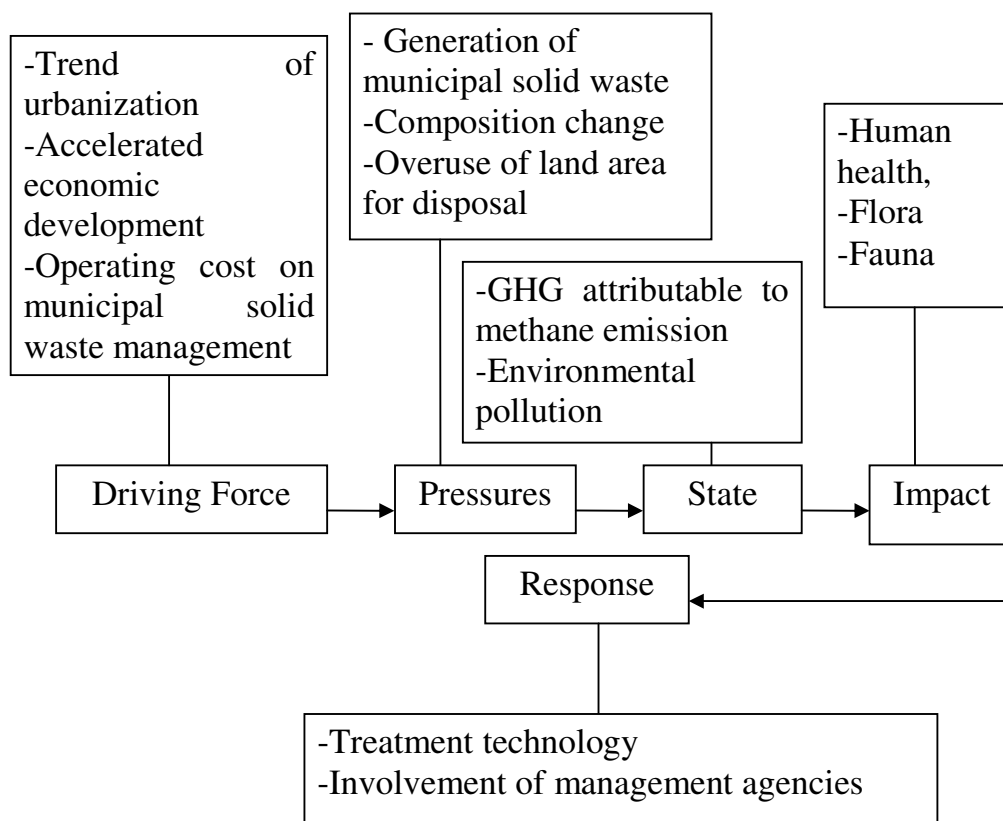 -Trend of
urbanization
-Accelerated
economic
development
-Operating cost on
municipal solid
waste management
- Generation of
municipal solid waste
-Composition change
-Overuse of land area
for disposal
-GHG attributable to
methane emission
-Environmental
pollution
-Human
health,
-Flora
-Fauna
Driving Force
Pressures
State
Impact
Response
-Treatment technology
-Involvement of management agencies